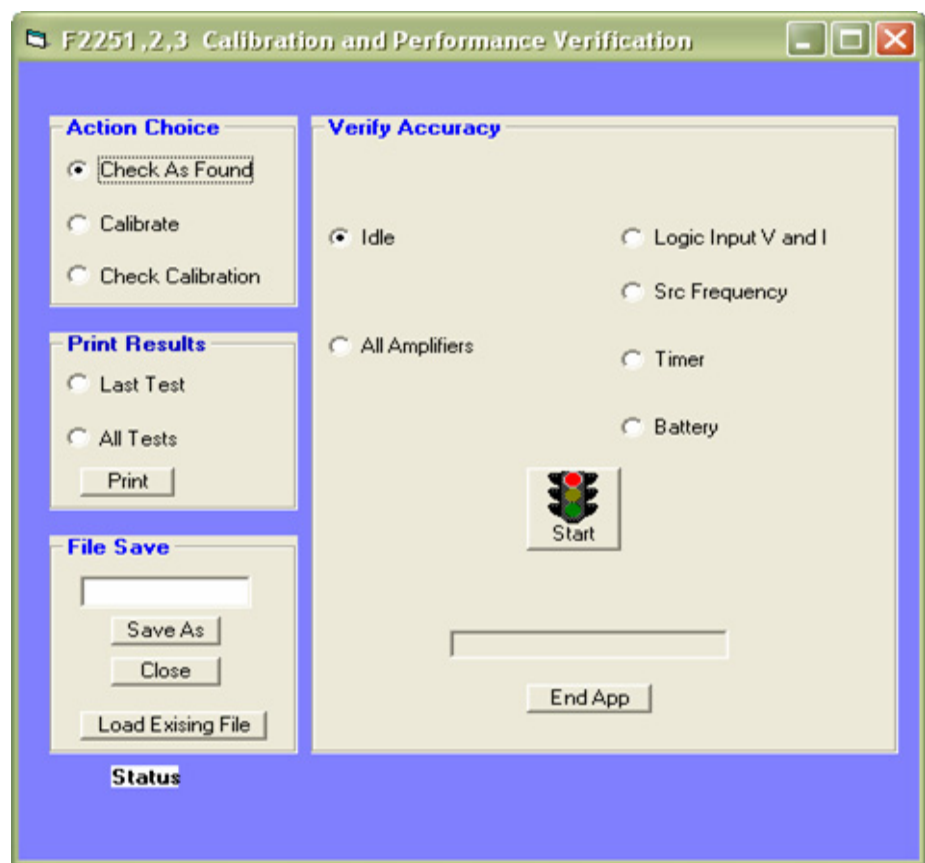 F2251,2,3 Calibration and Performance Verification
Action Choice
Check As Found
Calibrate
Check Calibration
Print Results
Last Test
All Tests
Print
File Save
Save As
Close
Load Exising File
Status
Verify Accuracy
Idle
Logic Input V and I
Src Frequency
All Amplifiers
Timer
Battery
Start
End App